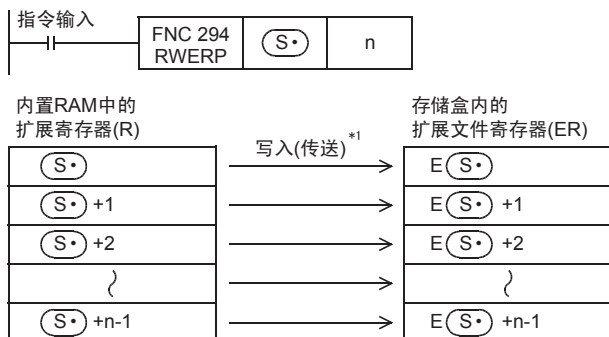 指令输入
FNC 294
RWERP
S•
n
内置RAM中的
扩展寄存器(R)
存储盒内的
扩展文件寄存器(ER)
写入(传送)*1
S•
E S•
S• +1
E S• +1
S• +2
E S• +2
S• +n-1
E S• +n-1